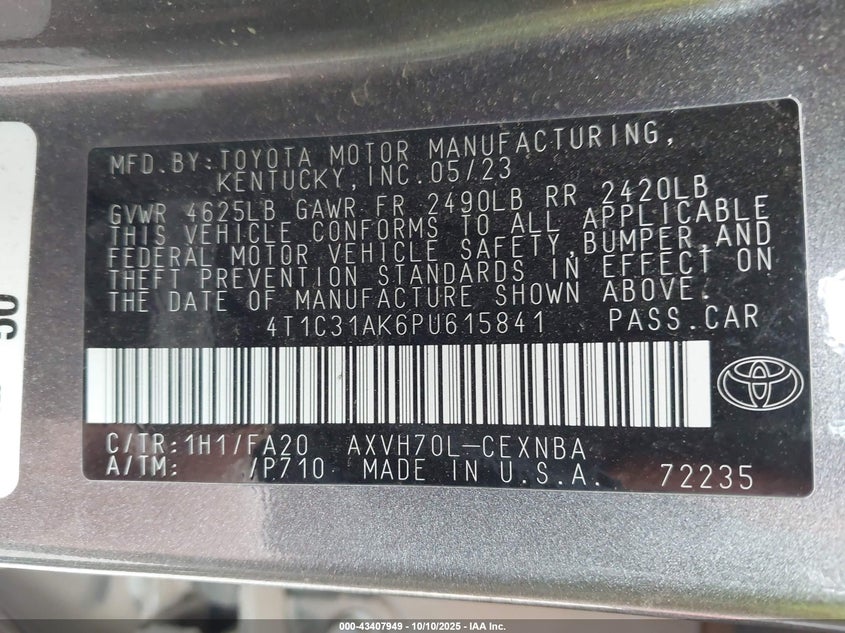 MFD.BY:TOYOTA MOTOR MANUFACTURING,
KENTUCKY, INC.05/23
GVWR 4625LB GAWR FR 2490LB RR 2420LB
THIS VEHICLE CONFORMS TO ALL APPLICABLE
FEDERAL MOTOR VEHICLE SAFETY,BUMPER,AND
THEFT PREVENTION STANDARDS IN EFFECT ON
THE DATE OF MANUFACTURE SHOWN ABOVE.
4T1C31AK6PU615841 PASS.CAR
C/TR:1H1/FA20 AXVH70L-CEXNBA
A/TM: /P710 MADE IN U.S.A. 72235
000-43407949 - 10/10/2025 - IAA Inc.